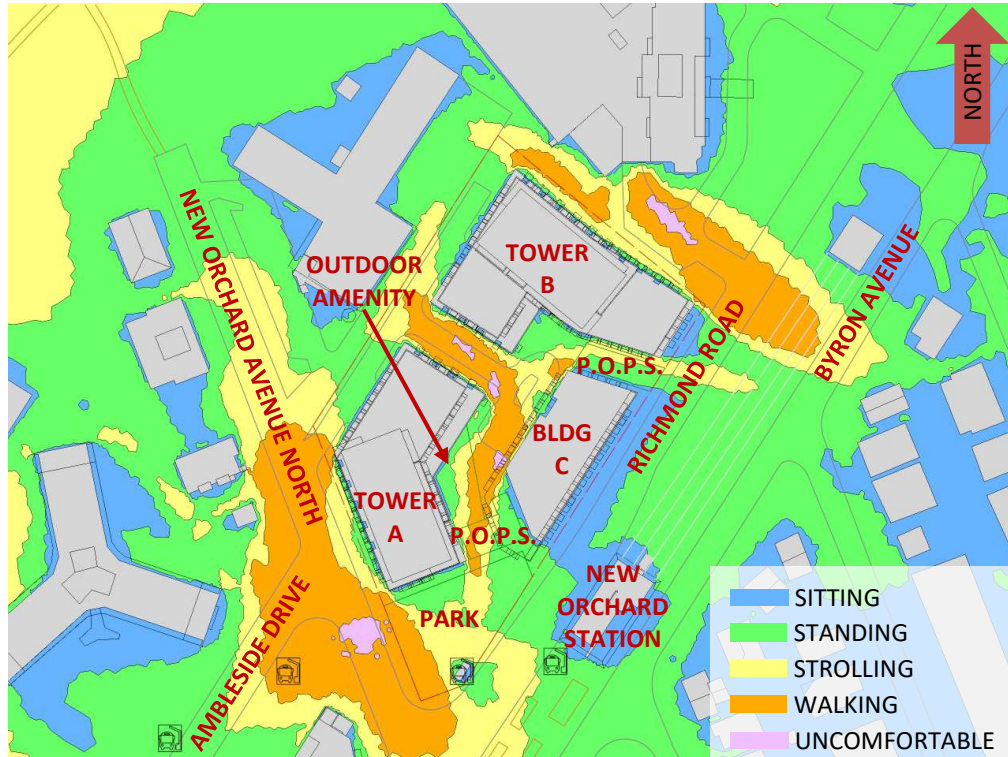 NORTH
NEW ORCHARD AVENUE NORTH
OUTDOOR
AMENITY
TOWER
B
BYRON AVENUE
RICHMOND ROAD
P.O.P.S.
BLDG
C
TOWER
A
P.O.P.S.
AMBLESIDE DRIVE
PARK
NEW
ORCHARD
STATION
SITTING
STANDING
STROLLING
WALKING
UNCOMFORTABLE